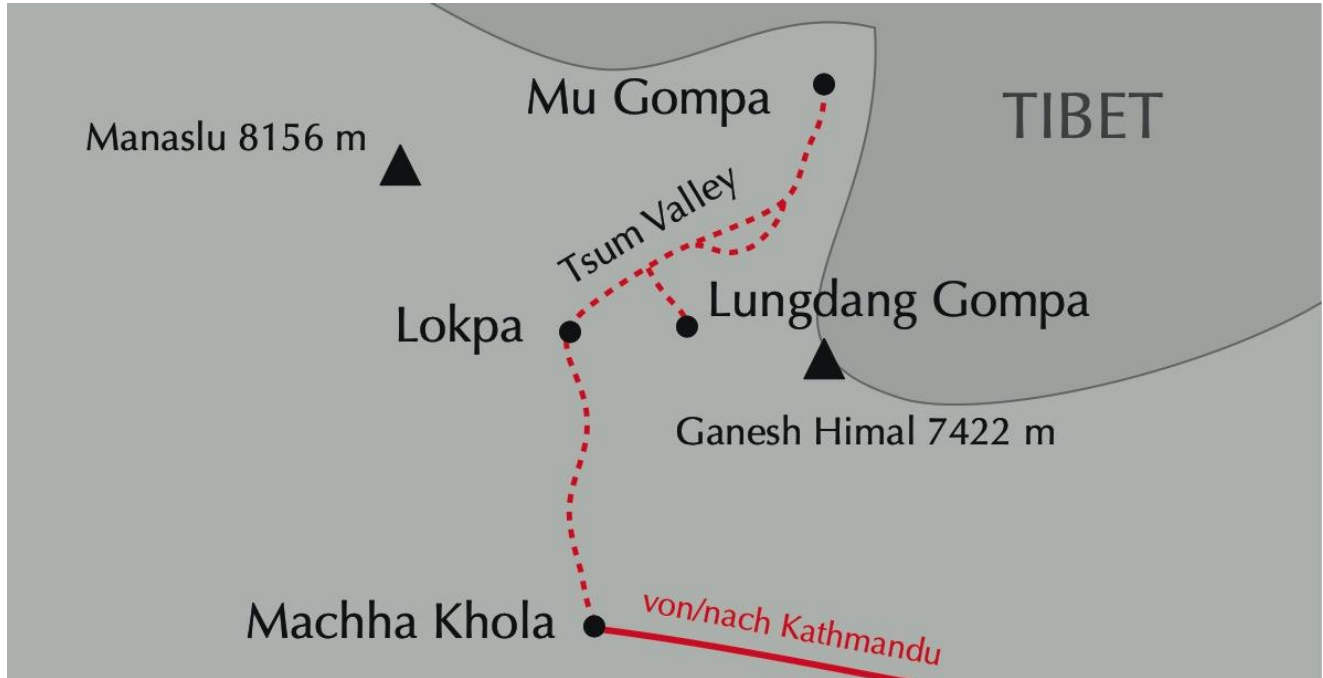 Mu Gompa
TIBET
Manaslu 8156 m
Tsum Valley
Lungdang Gompa
Lokpa
Ganesh Himal 7422 m
Machha Khola
von/nach Kathmandu